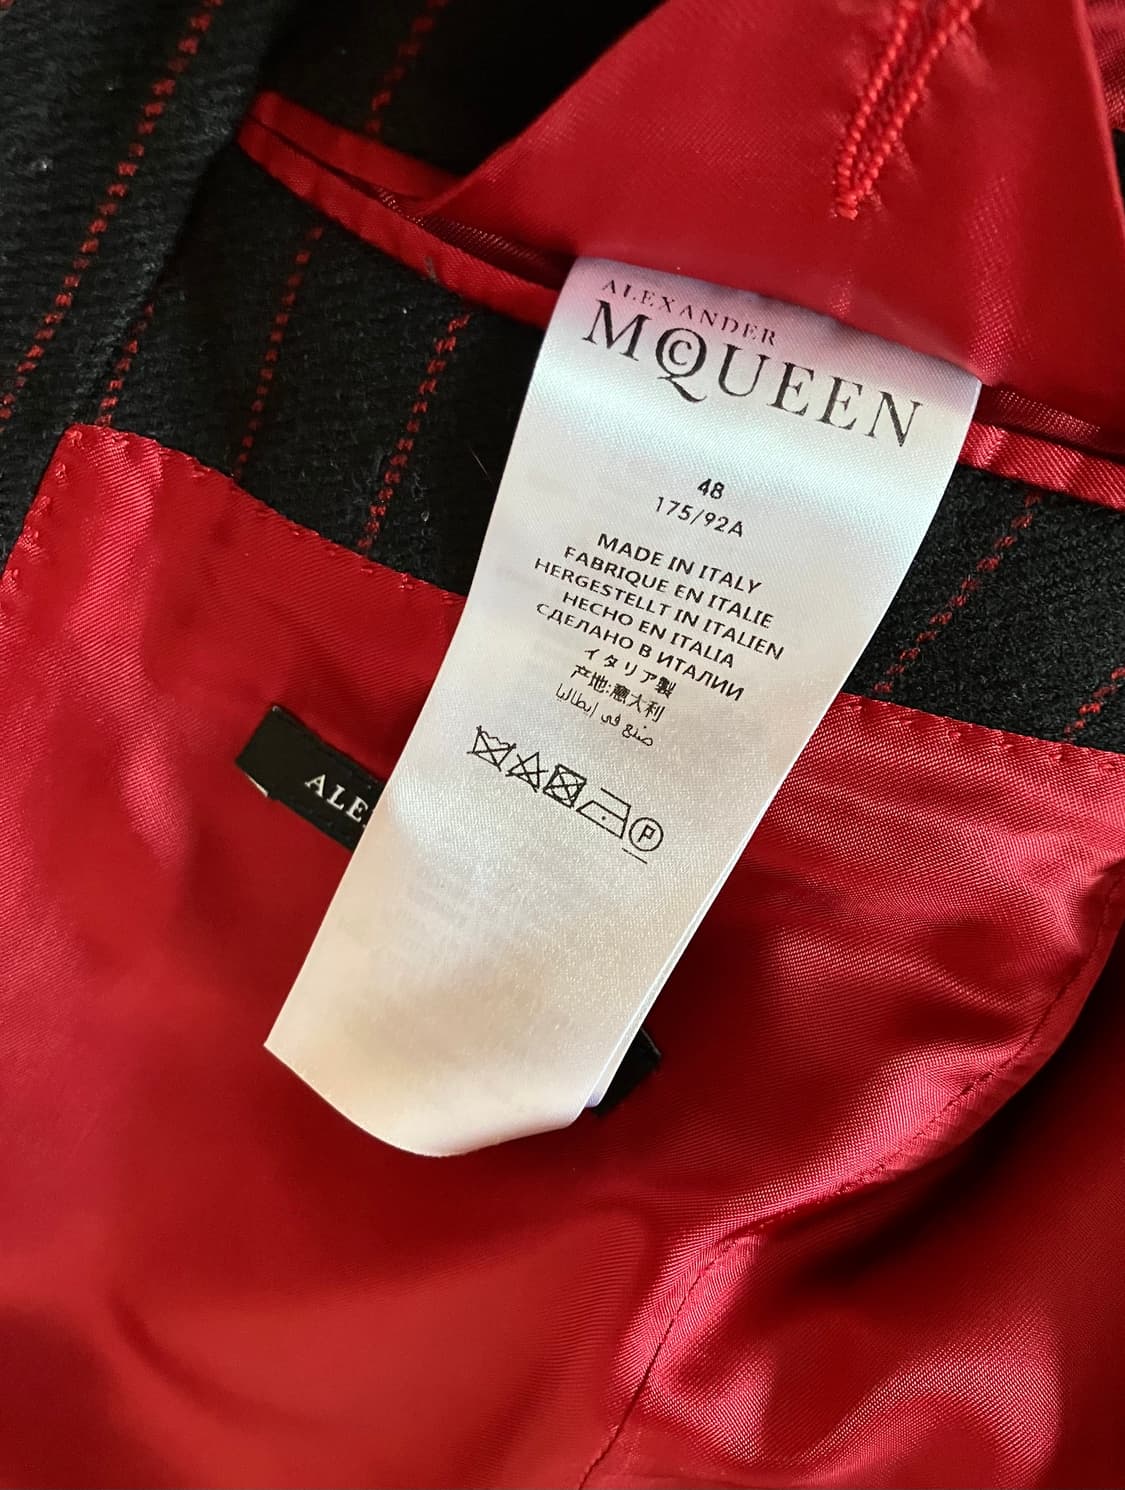 ALEXANDER
MCQUEEN
48
175/92A
MADE IN ITALY
FABRIQUE EN ITALIE
HERGESTELLT IN ITALIEN
HECHO EN ITALIA
СДЕЛАНО В ИТАЛИИ
イタリア製
产地:意大利
صنع في إيطاليا
P
ALE